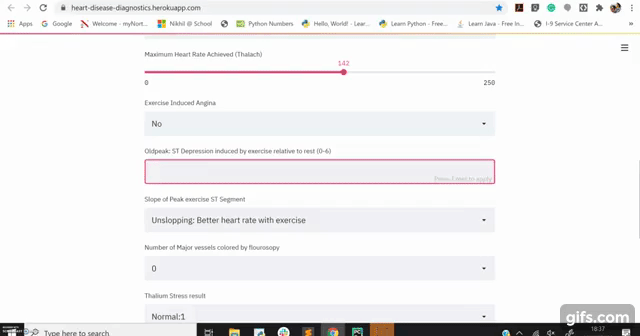 heart-disease-diagnostics.herokuapp.com
Apps Google Welcome, myNort... Nikhil @ Northeast... Python Numbers Hello, World! - Lea... Learn Python - Fre... Learn Java - Free, In... I-9 Service Center A...
Maximum Heart Rate Achieved (Thalach)
142
0 250
Exercise Induced Angina
No
Oldpeak: ST Depression induced by exercise relative to rest (0-6)
Press Enter to apply
Slope of Peak exercise ST Segment
Unslopping: Better heart rate with exercise
Number of Major vessels colored by flourosopy
0
Thalium Stress result
Normal:1
Type here to search
18:37
gifs.com